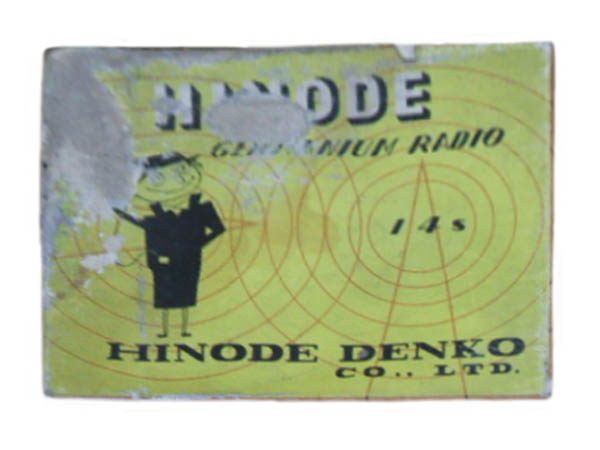 HINODE
GERMANIUM RADIO
14s
HINODE DENKO
CO., LTD.